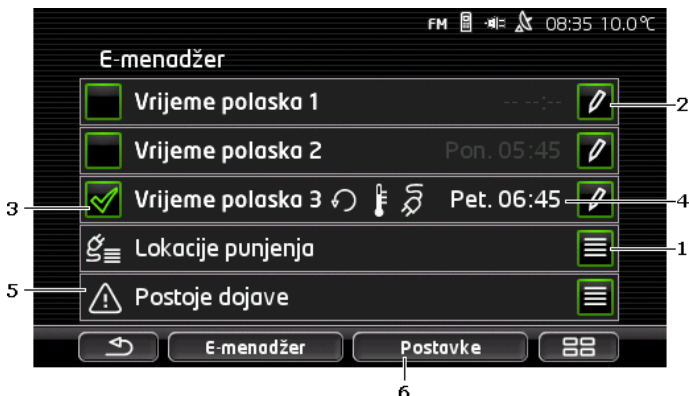 FM 08:35 10.0°C
E-menadžer
Vrijeme polaska 1 -- --:--
2
Vrijeme polaska 2 Pon. 05:45
3
Vrijeme polaska 3 Pet. 06:45
4
Lokacije punjenja
1
5
Postoje dojave
E-menadžer Postavke
6